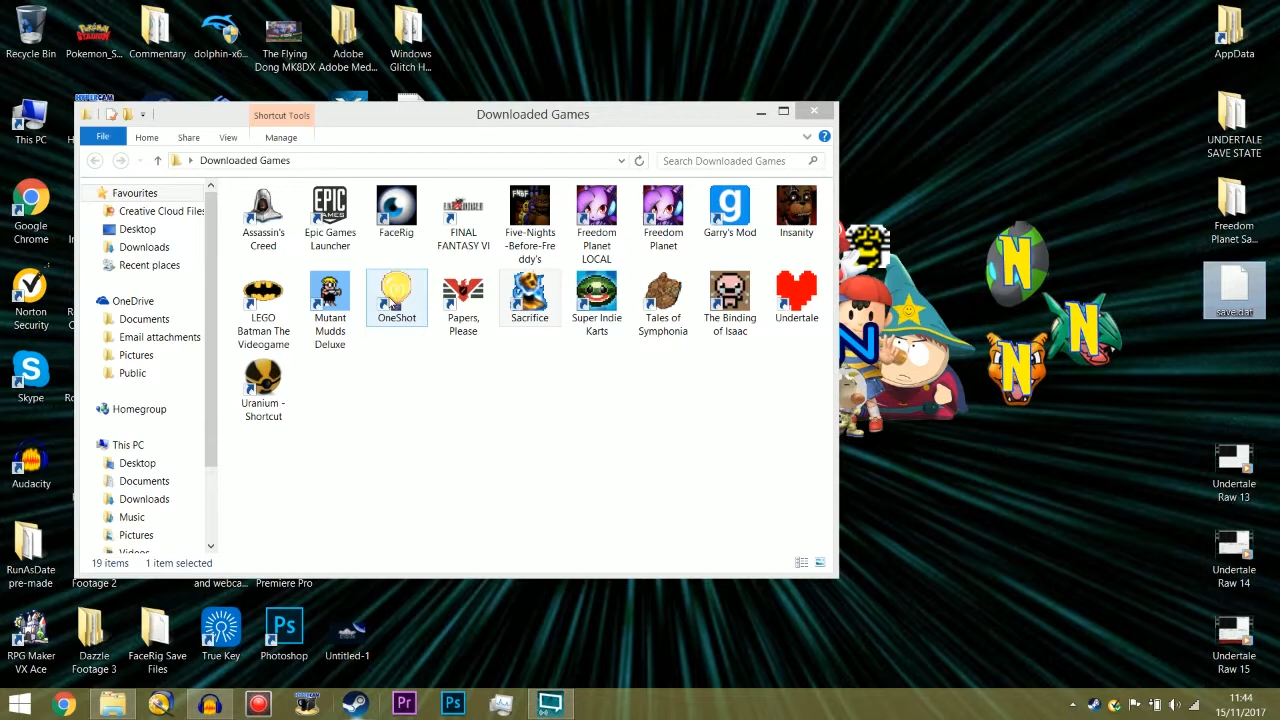 Recycle Bin
Pokemon_S...
Commentary
dolphin-x6...
The Flying
Dong MK8DX
Adobe
Adobe Med...
Windows
Glitch H...
AppData
This PC
Google
Chrome
Norton
Security
Skype
Audacity
RunAsDate
pre-made
RPG Maker
VX Ace
Shortcut Tools
Downloaded Games
File
Home
Share
View
Manage
Downloaded Games
Search Downloaded Games
Favourites
Creative Cloud Files
Desktop
Downloads
Recent places
OneDrive
Documents
Email attachments
Pictures
Public
Homegroup
This PC
Desktop
Documents
Downloads
Music
Pictures
Videos
Assassin's
Creed
EPIC
GAMES
Epic Games
Launcher
FaceRig
FINAL
FANTASY VI
FNBF
Five-Nights
-Before-Fre
ddy's
Freedom
Planet LOCAL
Freedom
Planet
g
Garry's Mod
Insanity
LEGO
Batman The
Videogame
Mutant
Mudds
Deluxe
OneShot
Papers,
Please
Sacrifice
Super Indie
Karts
Tales of
Symphonia
The Binding
of Isaac
Undertale
Uranium -
Shortcut
19 items
1 item selected
Footage 2
and webca...
Premiere Pro
Dazzle
Footage 3
FaceRig Save
Files
True Key
Ps
Photoshop
Untitled-1
UNDERTALE
SAVE STATE
Freedom
Planet Sa...
save.dat
N
N
N
N
Undertale
Raw 13
Undertale
Raw 14
Undertale
Raw 15
Pr
Ps
11:44
15/11/2017